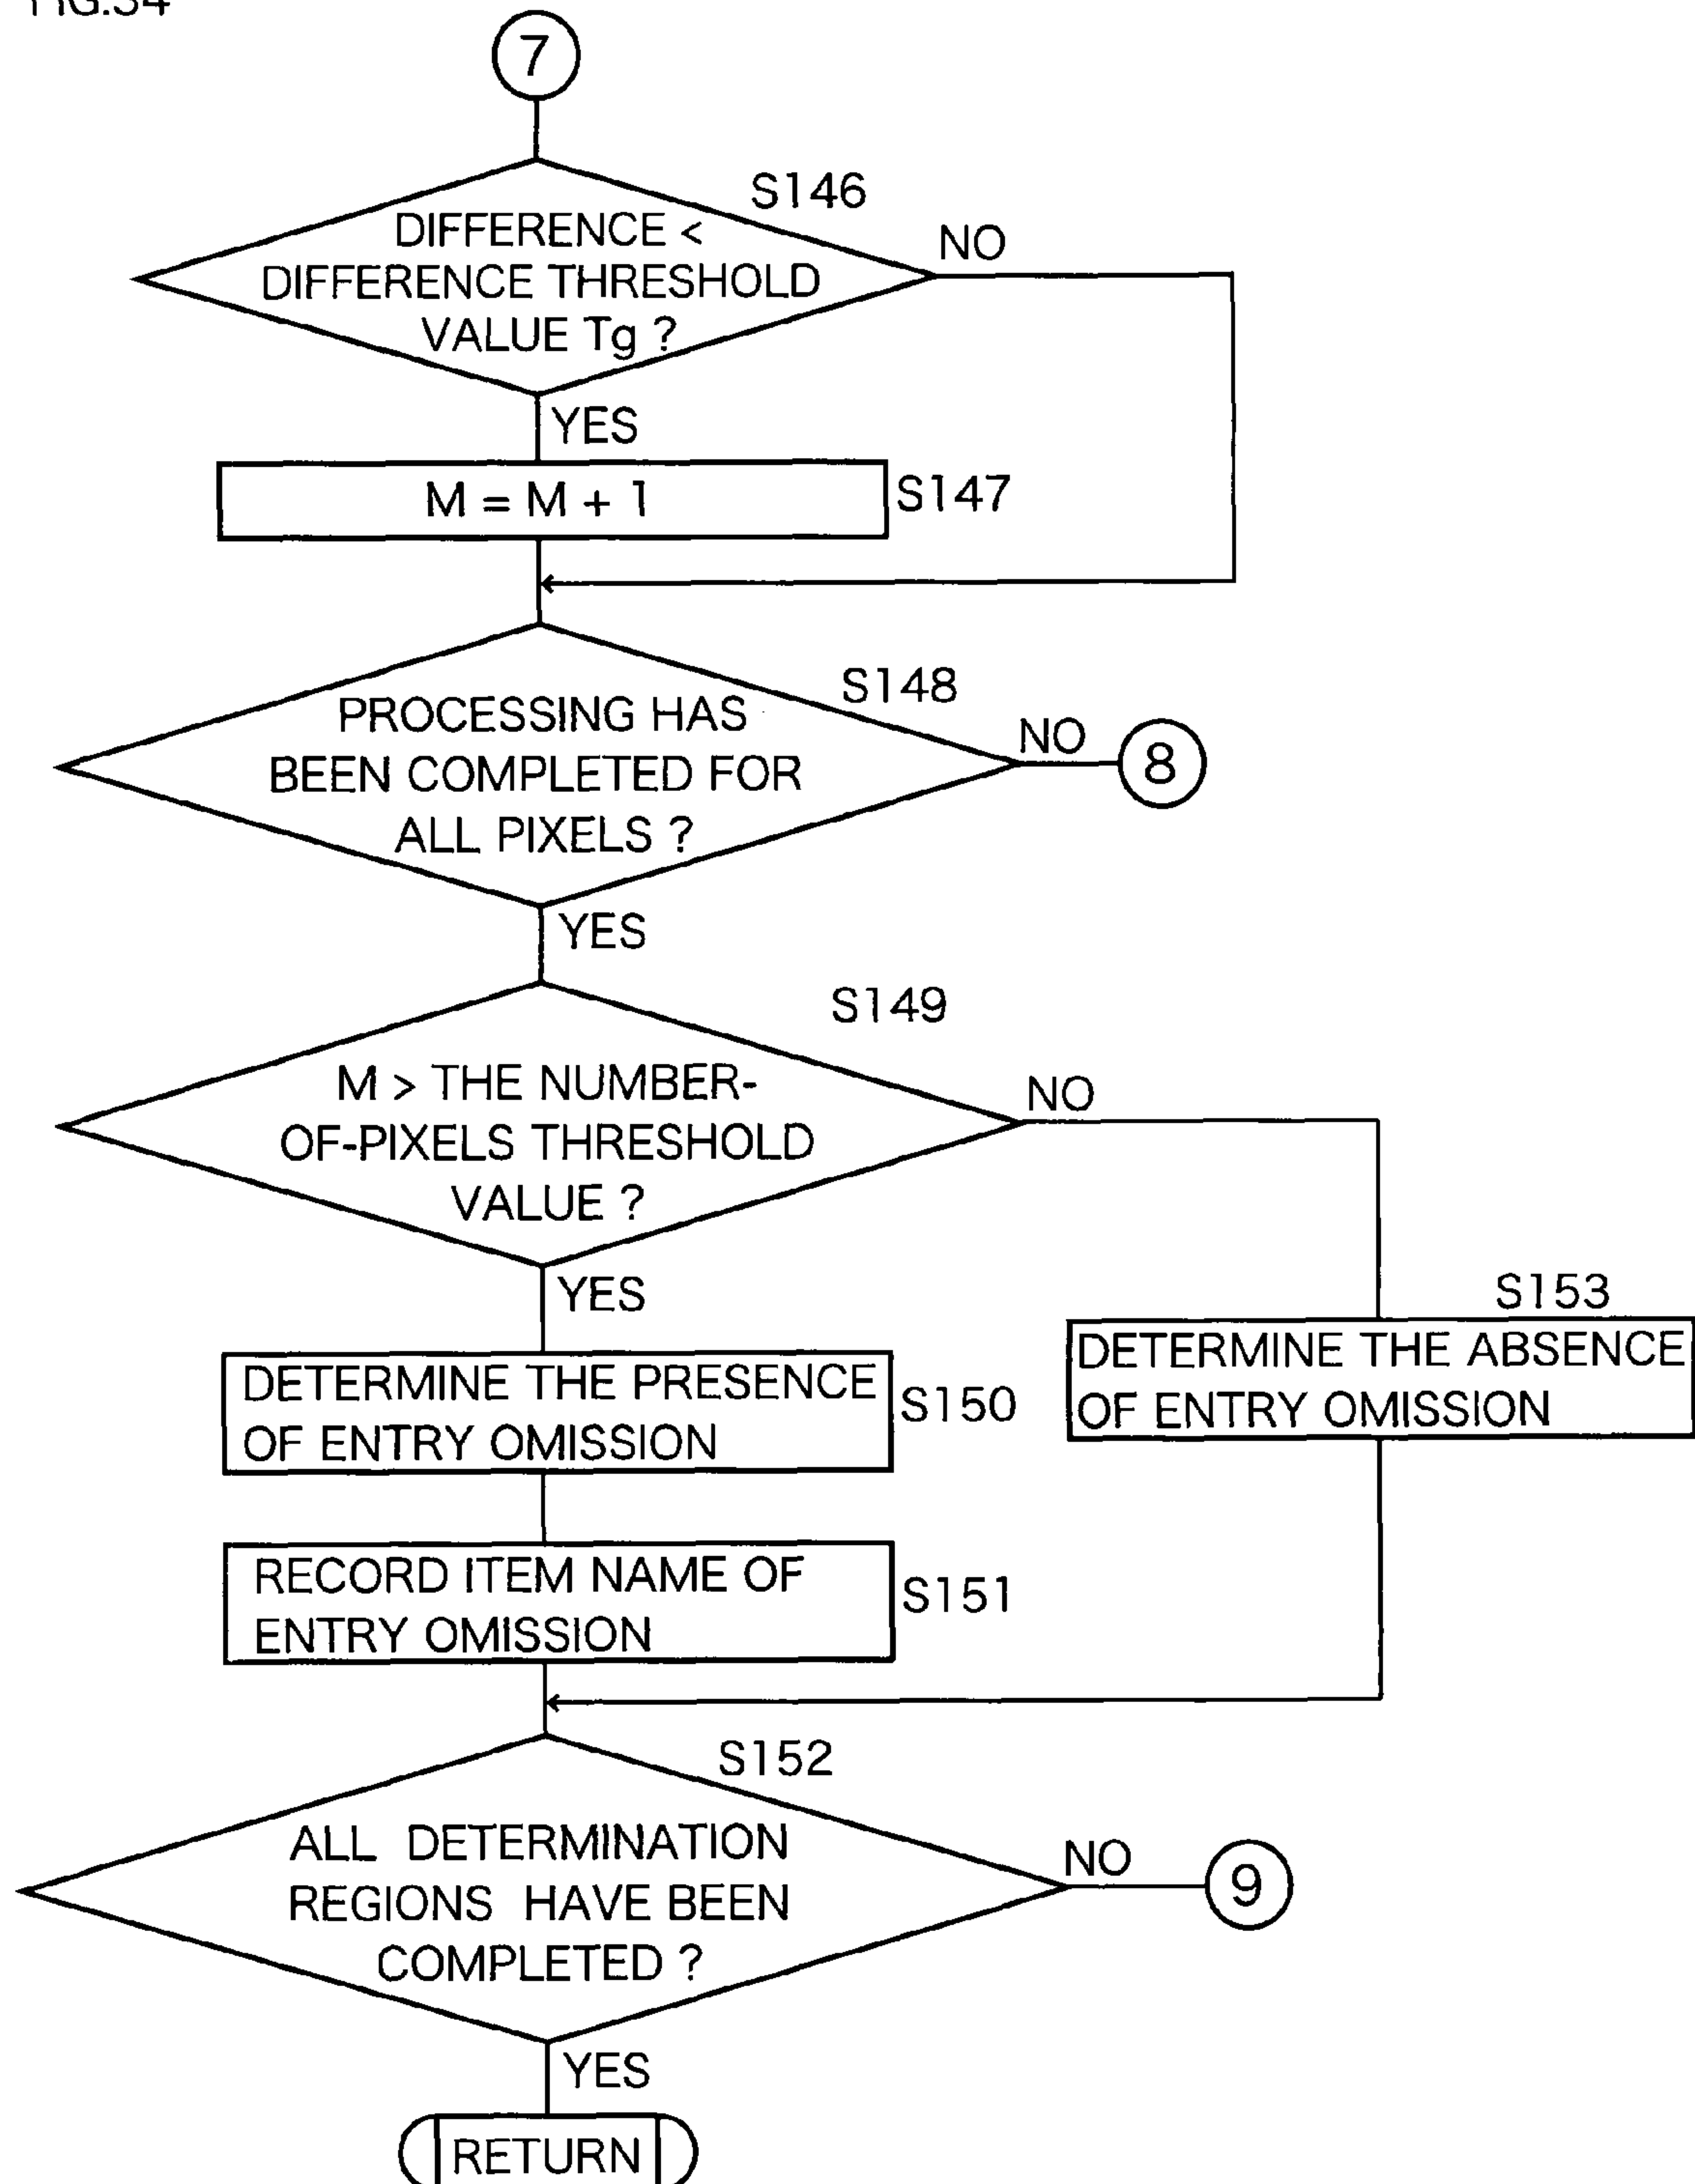 FIG.34
7
S146
DIFFERENCE <
DIFFERENCE THRESHOLD
VALUE Tg ?
NO
YES
M = M + 1
S147
S148
PROCESSING HAS
BEEN COMPLETED FOR
ALL PIXELS ?
NO
8
YES
S149
M > THE NUMBER-
OF-PIXELS THRESHOLD
VALUE ?
NO
YES
S153
DETERMINE THE ABSENCE
OF ENTRY OMISSION
DETERMINE THE PRESENCE
OF ENTRY OMISSION
S150
RECORD ITEM NAME OF
ENTRY OMISSION
S151
S152
ALL DETERMINATION
REGIONS HAVE BEEN
COMPLETED ?
NO
9
YES
RETURN